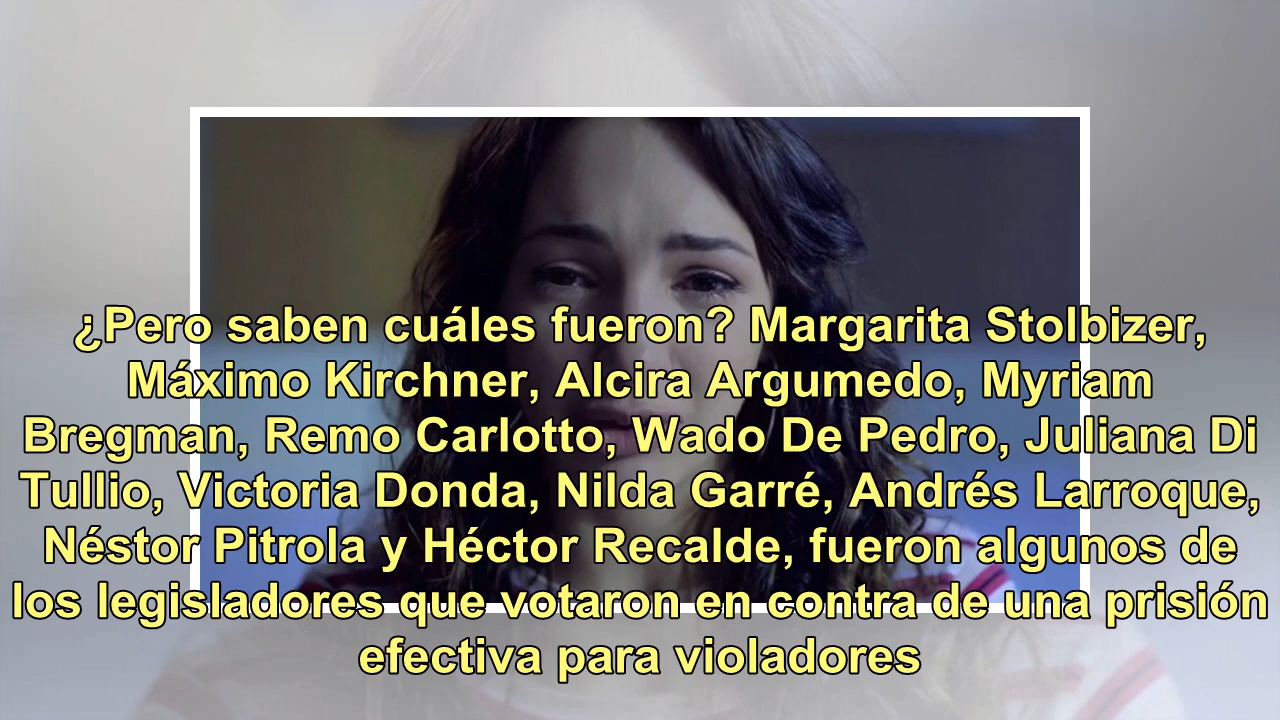 ¿Pero saben cuáles fueron? Margarita Stolbizer,
Máximo Kirchner, Alcira Argumedo, Myriam
Bregman, Remo Carlotto, Wado De Pedro, Juliana Di
Tullio, Victoria Donda, Nilda Garré, Andrés Larroque,
Néstor Pitrola y Héctor Recalde, fueron algunos de
los legisladores que votaron en contra de una prisión
efectiva para violadores